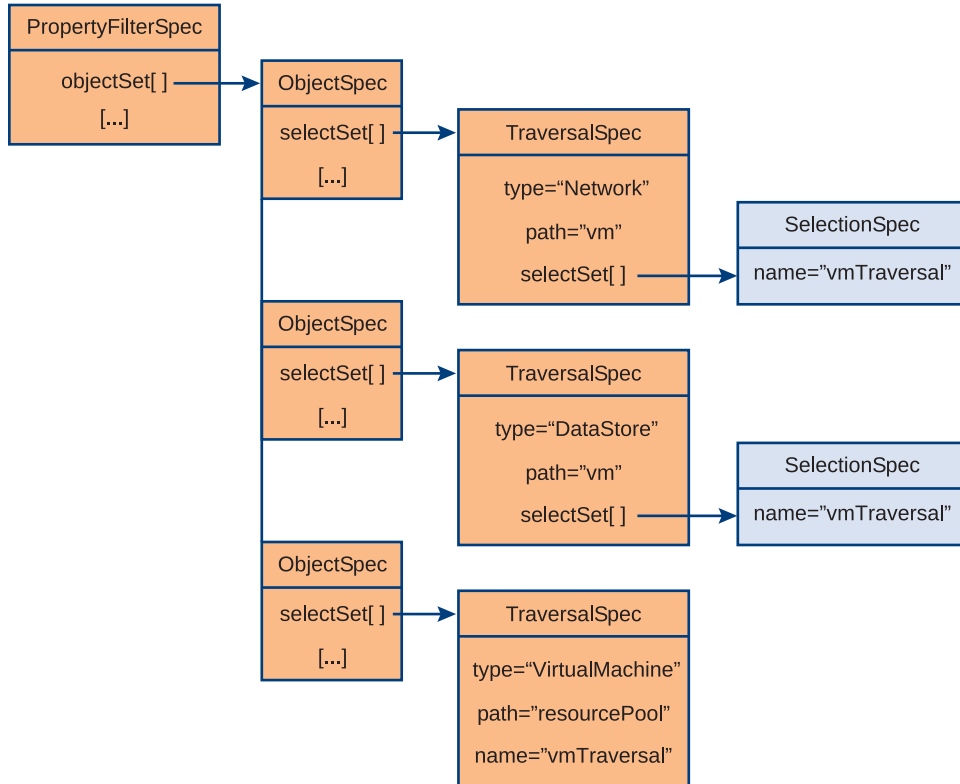 PropertyFilterSpec
objectSet[ ]
[...]
ObjectSpec
selectSet[ ]
[...]
TraversalSpec
type=“Network”
path=”vm”
selectSet[ ]
SelectionSpec
name=”vmTraversal”
ObjectSpec
selectSet[ ]
[...]
TraversalSpec
type=“DataStore”
path=”vm”
selectSet[ ]
SelectionSpec
name=”vmTraversal”
ObjectSpec
selectSet[ ]
[...]
TraversalSpec
type=“VirtualMachine”
path=”resourcePool”
name=”vmTraversal”